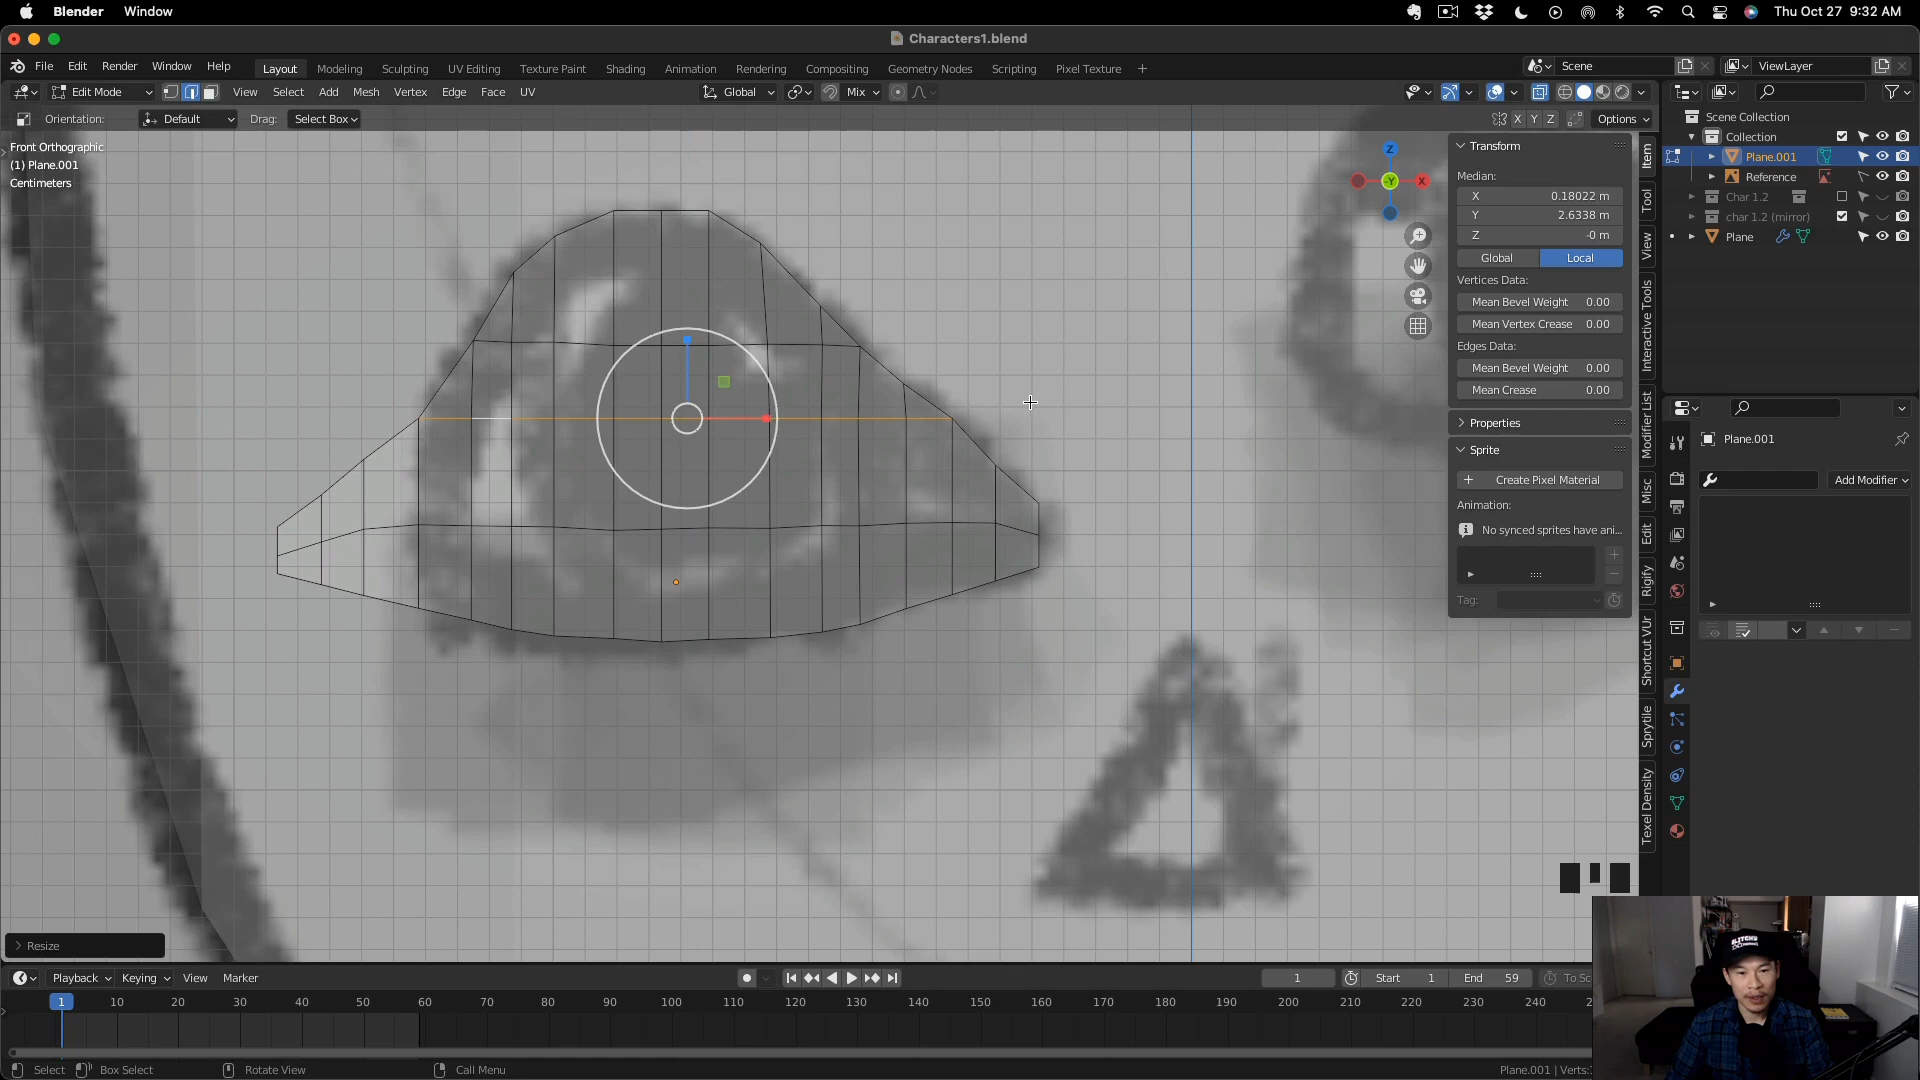 Blender Window Thu Oct 27 9:32 AM
Characters1.blend
File Edit Render Window Help Layout Modeling Sculpting UV Editing Texture Paint Shading Animation Rendering Compositing Geometry Nodes Scripting Pixel Texture + Scene ViewLayer
Edit Mode View Select Add Mesh Vertex Edge Face UV Global Mix
Orientation: Default Drag: Select Box X Y Z Options
Scene Collection
Collection
Plane.001
Reference
Char 1.2
char 1.2 (mirror)
Plane
Front Orthographic
(1) Plane.001
Centimeters
Z
-Y
X
Transform
Median:
X 0.18022 m
Y 2.6338 m
Z -0 m
Global Local
Vertices Data:
Mean Bevel Weight 0.00
Mean Vertex Crease 0.00
Edges Data:
Mean Bevel Weight 0.00
Mean Crease 0.00
Properties
Sprite
+ Create Pixel Material
Animation:
No synced sprites have ani...
Tag:
Item
Tool
View
Interactive Tools
Modifier List
Misc
Edit
Rigify
Shortcut VUr
Sprytile
Texel Density
Plane.001
Add Modifier
Resize
Playback Keying View Marker 1 Start 1 End 59 To Sc
1 10 20 30 40 50 60 70 80 90 100 110 120 130 140 150 160 170 180 190 200 210 220 230 240
Select Box Select Rotate View Call Menu Plane.001 | Verts: